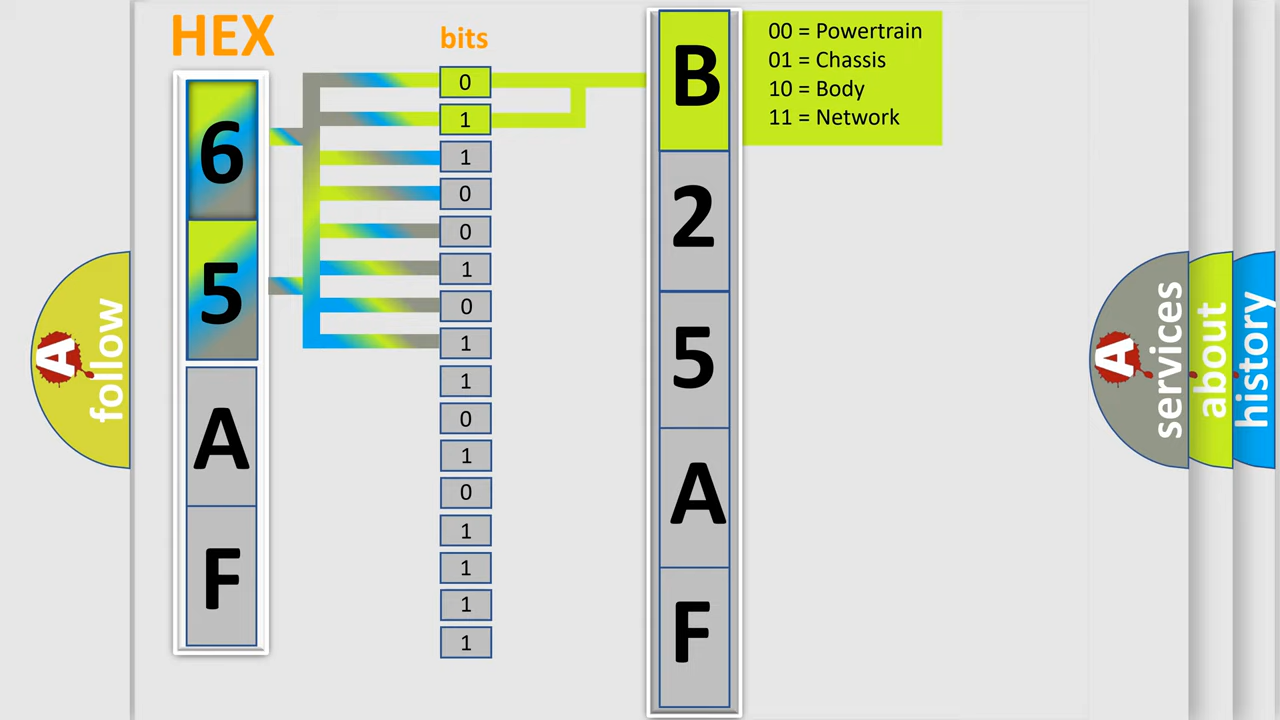 HEX
bits
6
5
A
F
0
1
1
0
0
1
0
1
1
0
1
0
1
1
1
1
B
2
5
A
F
00 = Powertrain
01 = Chassis
10 = Body
11 = Network
A
follow
A
services
about
history